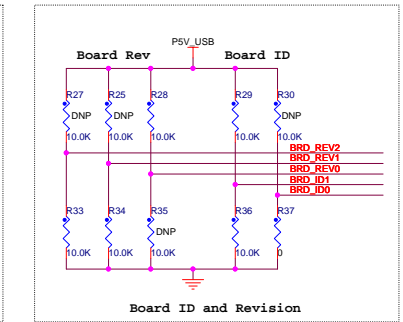 P5V_USB
Board Rev Board ID
R27 R25 R28 R29 R30
DNP DNP DNP
10.0K 10.0K 10.0K 10.0K 10.0K
BRD_REV2
BRD_REV1
BRD_REV0
BRD_ID1
BRD_ID0
R33 R34 R35 R36 R37
DNP
10.0K 10.0K 10.0K 10.0K 0
Board ID and Revision